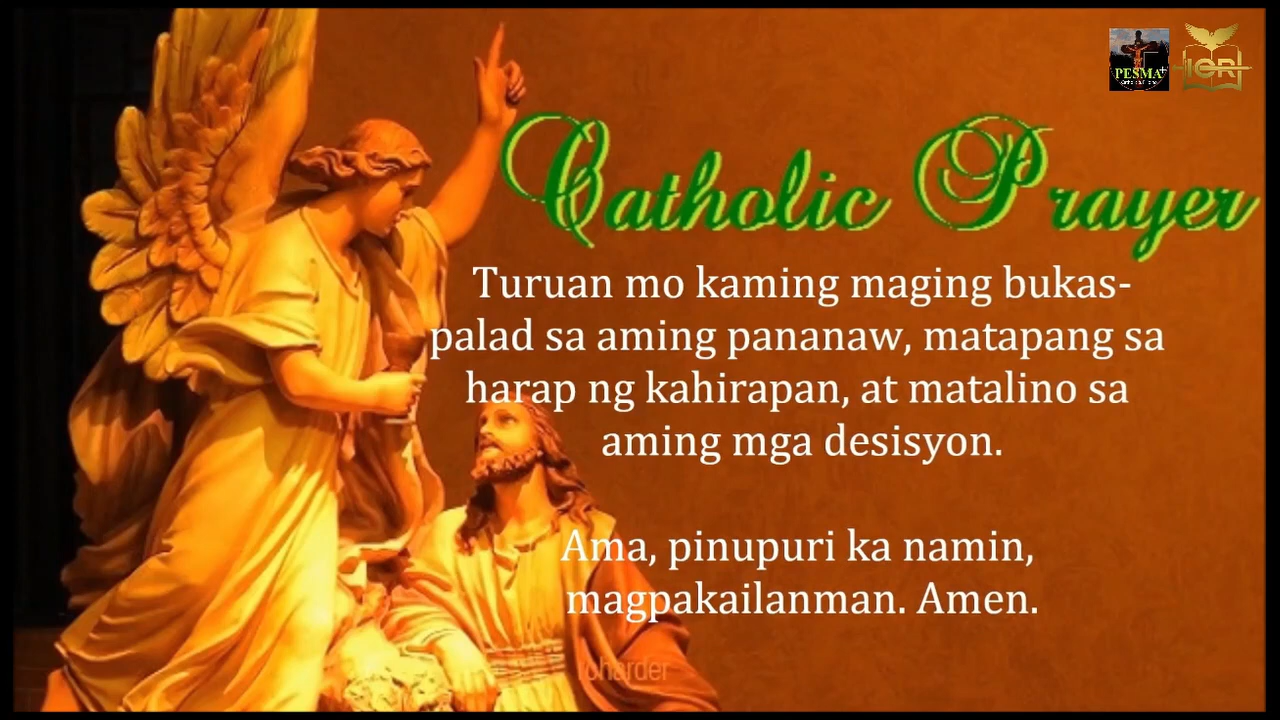 PESMA
IGR
Catholic Prayer
Turuan mo kaming maging bukas-
palad sa aming pananaw, matapang sa
harap ng kahirapan, at matalino sa
aming mga desisyon.
Ama, pinupuri ka namin,
magpakailanman. Amen.